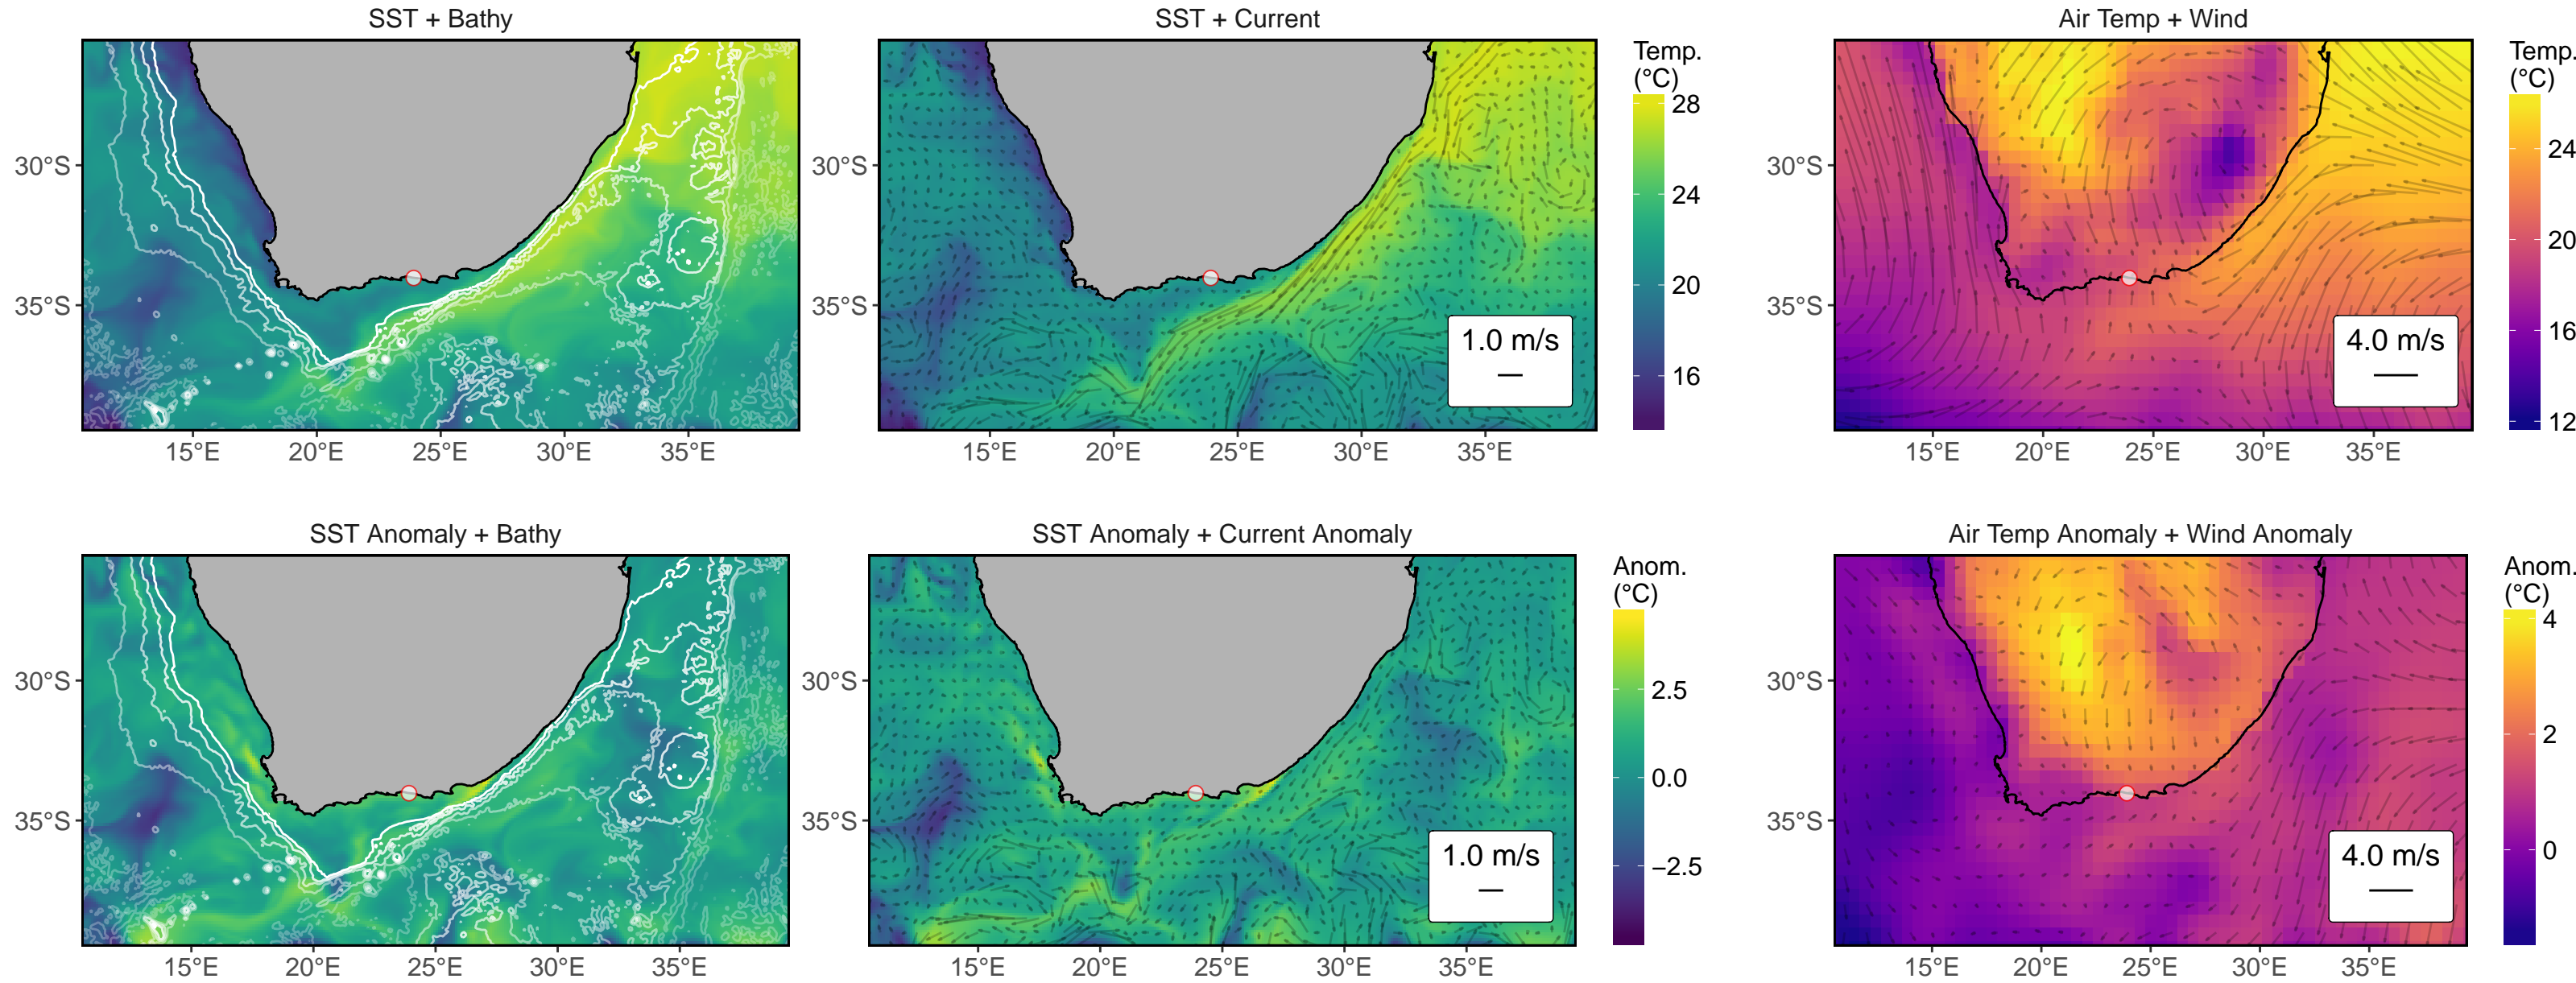 SST + Bathy
SST + Current
Air Temp + Wind
30°S
35°S
15°E 20°E 25°E 30°E 35°E
30°S
35°S
15°E 20°E 25°E 30°E 35°E
1.0 m/s
Temp.
(°C)
28
24
20
16
30°S
35°S
15°E 20°E 25°E 30°E 35°E
4.0 m/s
Temp.
(°C)
24
20
16
12
SST Anomaly + Bathy
SST Anomaly + Current Anomaly
Air Temp Anomaly + Wind Anomaly
30°S
35°S
15°E 20°E 25°E 30°E 35°E
30°S
35°S
15°E 20°E 25°E 30°E 35°E
1.0 m/s
Anom.
(°C)
2.5
0.0
−2.5
30°S
35°S
15°E 20°E 25°E 30°E 35°E
4.0 m/s
Anom.
(°C)
4
2
0